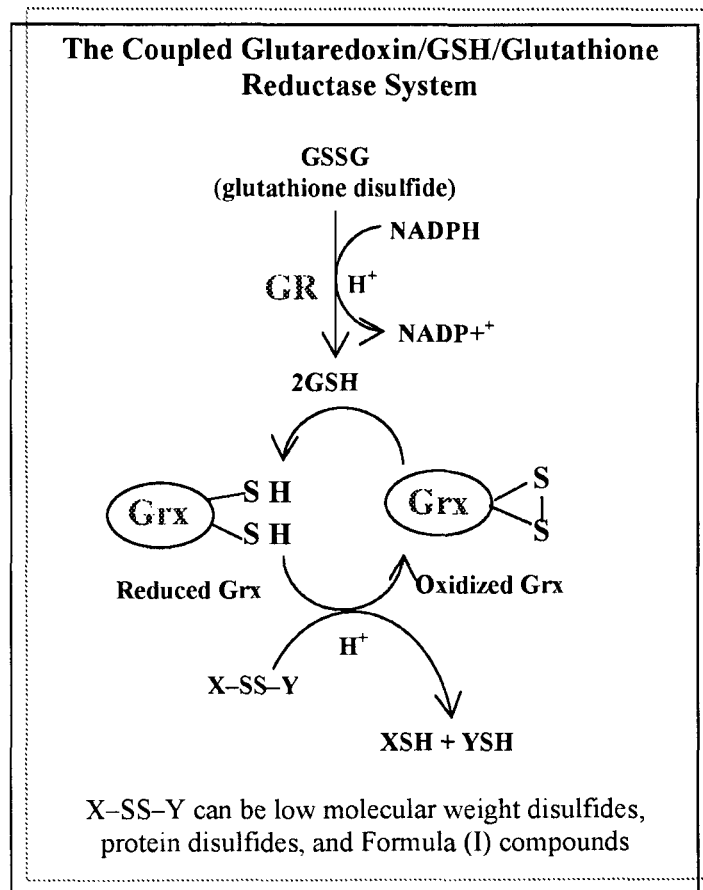 The Coupled Glutaredoxin/GSH/Glutathione
Reductase System
GSSG
(glutathione disulfide)
NADPH
GR
H⁺
NADP+⁺
2GSH
Grx
S H
S H
Grx
S
S
Reduced Grx
Oxidized Grx
H⁺
X–SS–Y
XSH + YSH
X–SS–Y can be low molecular weight disulfides,
protein disulfides, and Formula (I) compounds